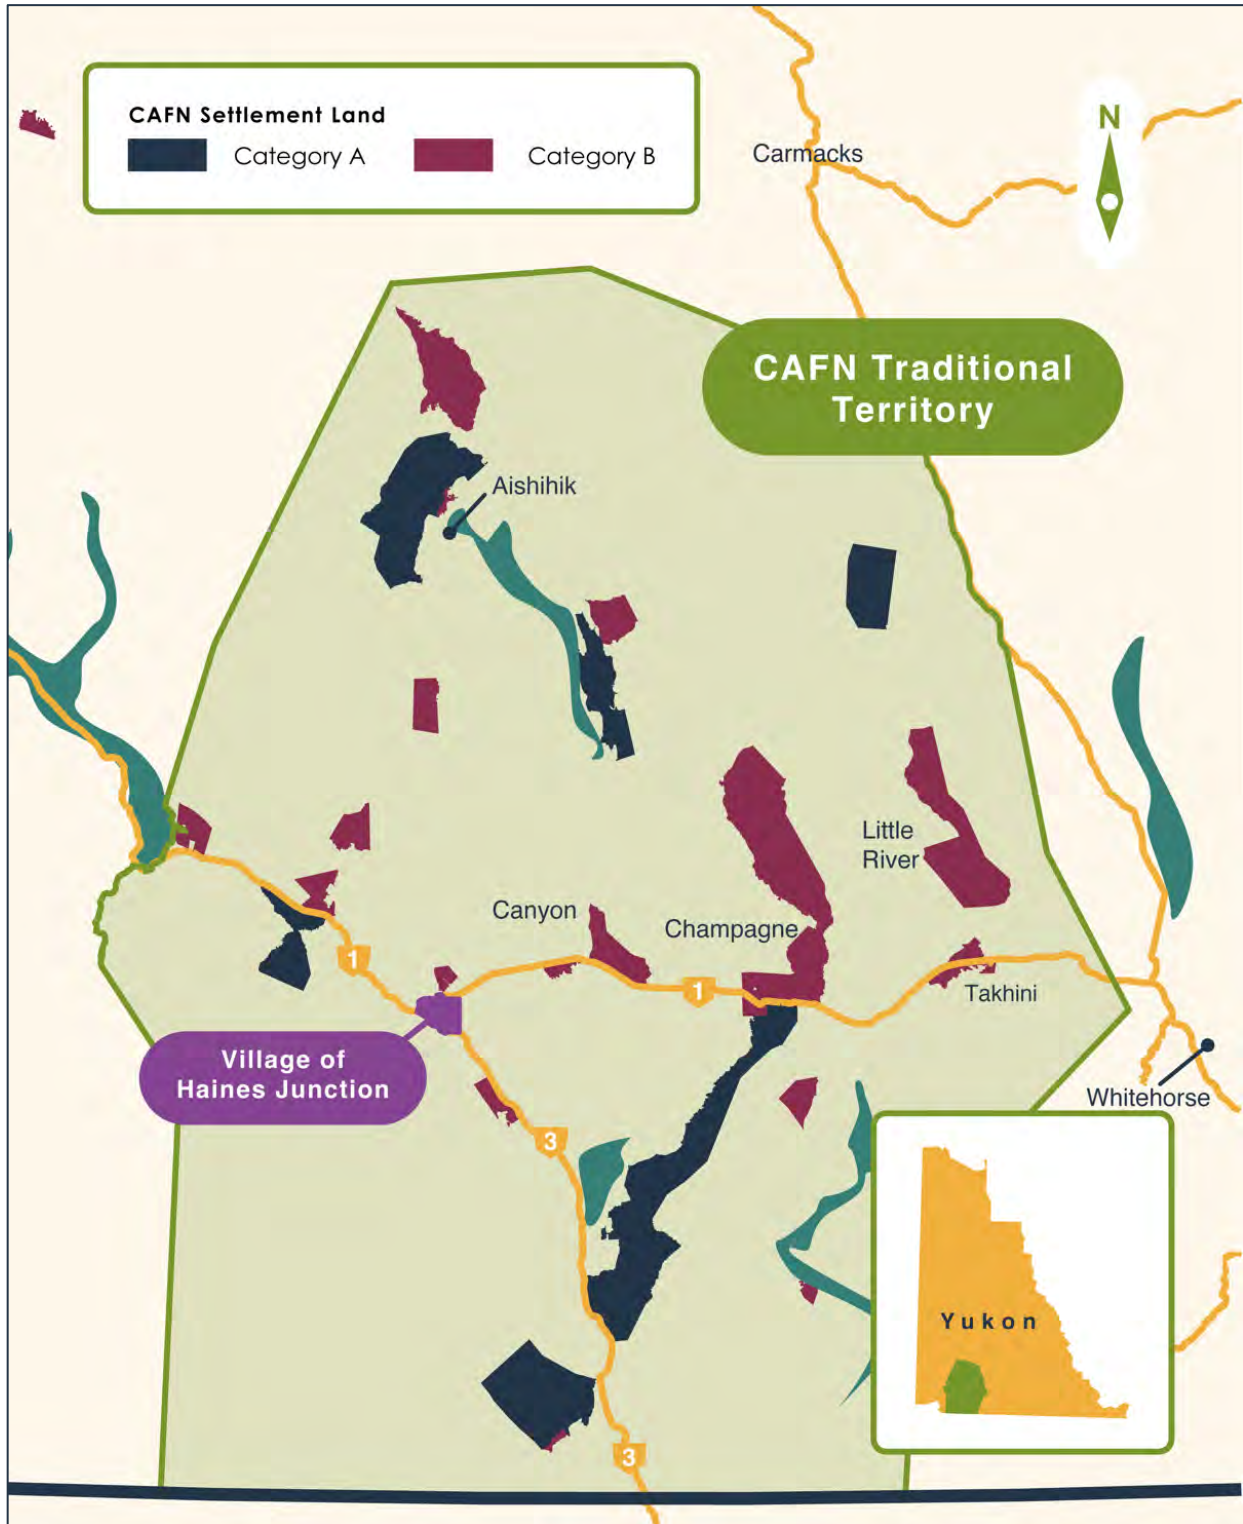 CAFN Settlement Land
Category A
Category B
Carmacks
N
CAFN Traditional
Territory
Aishihik
Little
River
Canyon
Champagne
1
1
Takhini
Village of
Haines Junction
Whitehorse
3
Yukon
3